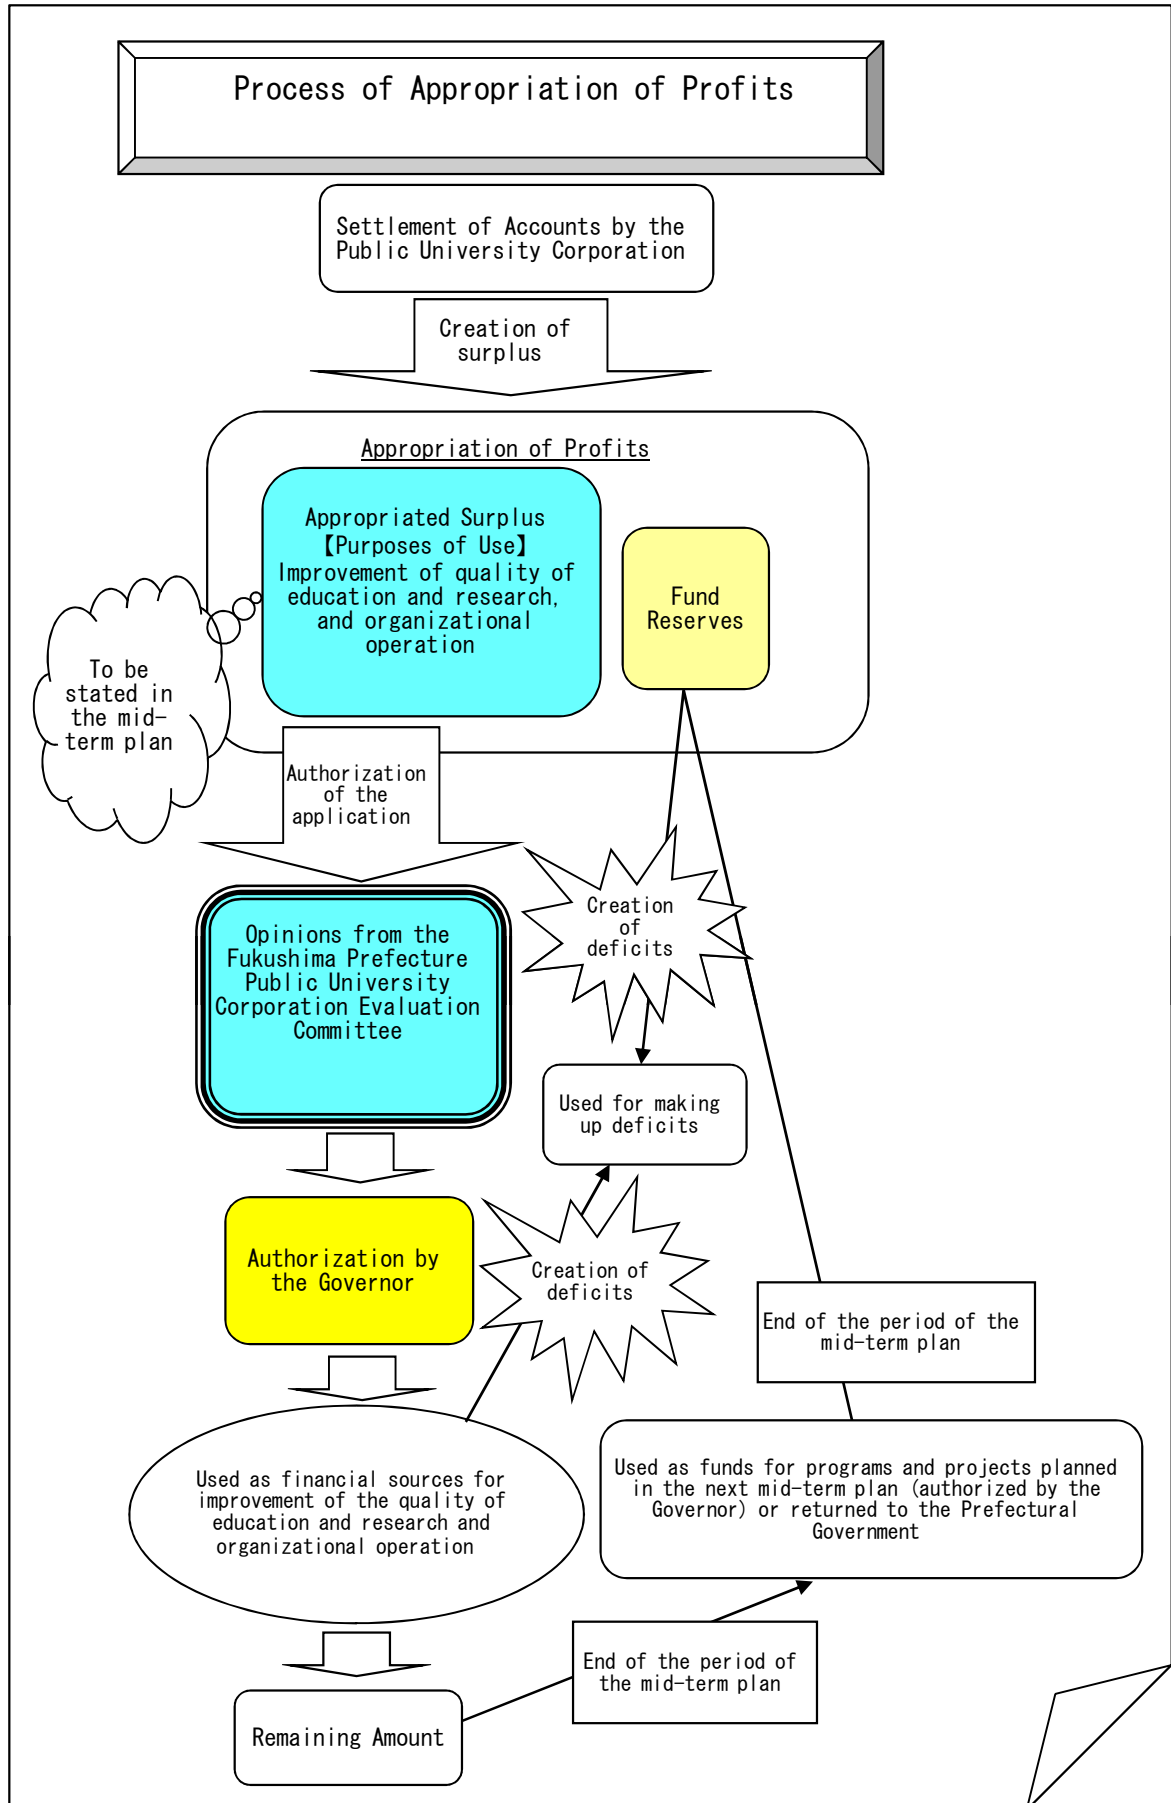 Process of Appropriation of Profits
Settlement of Accounts by the
Public University Corporation
Creation of
surplus
Appropriation of Profits
Appropriated Surplus
【Purposes of Use】
Improvement of quality of
education and research,
and organizational
operation
Fund
Reserves
To be
stated in
the mid-
term plan
Authorization
of the
application
Creation
of
deficits
Opinions from the
Fukushima Prefecture
Public University
Corporation Evaluation
Committee
Used for making
up deficits
Authorization by
the Governor
Creation of
deficits
End of the period of the
mid-term plan
Used as financial sources for
improvement of the quality of
education and research and
organizational operation
Used as funds for programs and projects planned
in the next mid-term plan (authorized by the
Governor) or returned to the Prefectural
Government
End of the period of
the mid-term plan
Remaining Amount